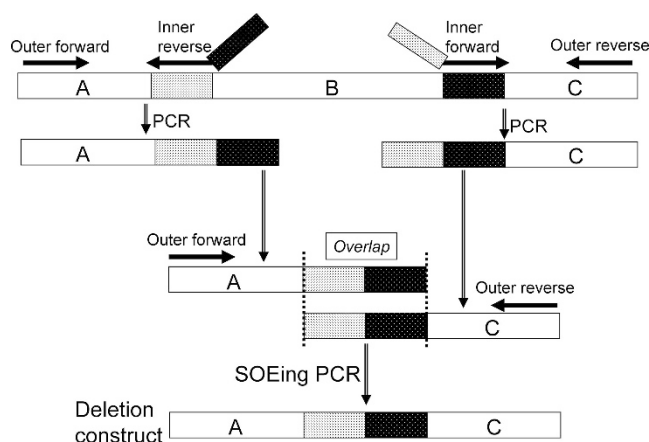 Outer forward
Inner
reverse
Inner
forward
Outer reverse
A
B
C
PCR
PCR
A
C
Outer forward
Overlap
A
Outer reverse
C
SOEing PCR
Deletion
construct
A
C